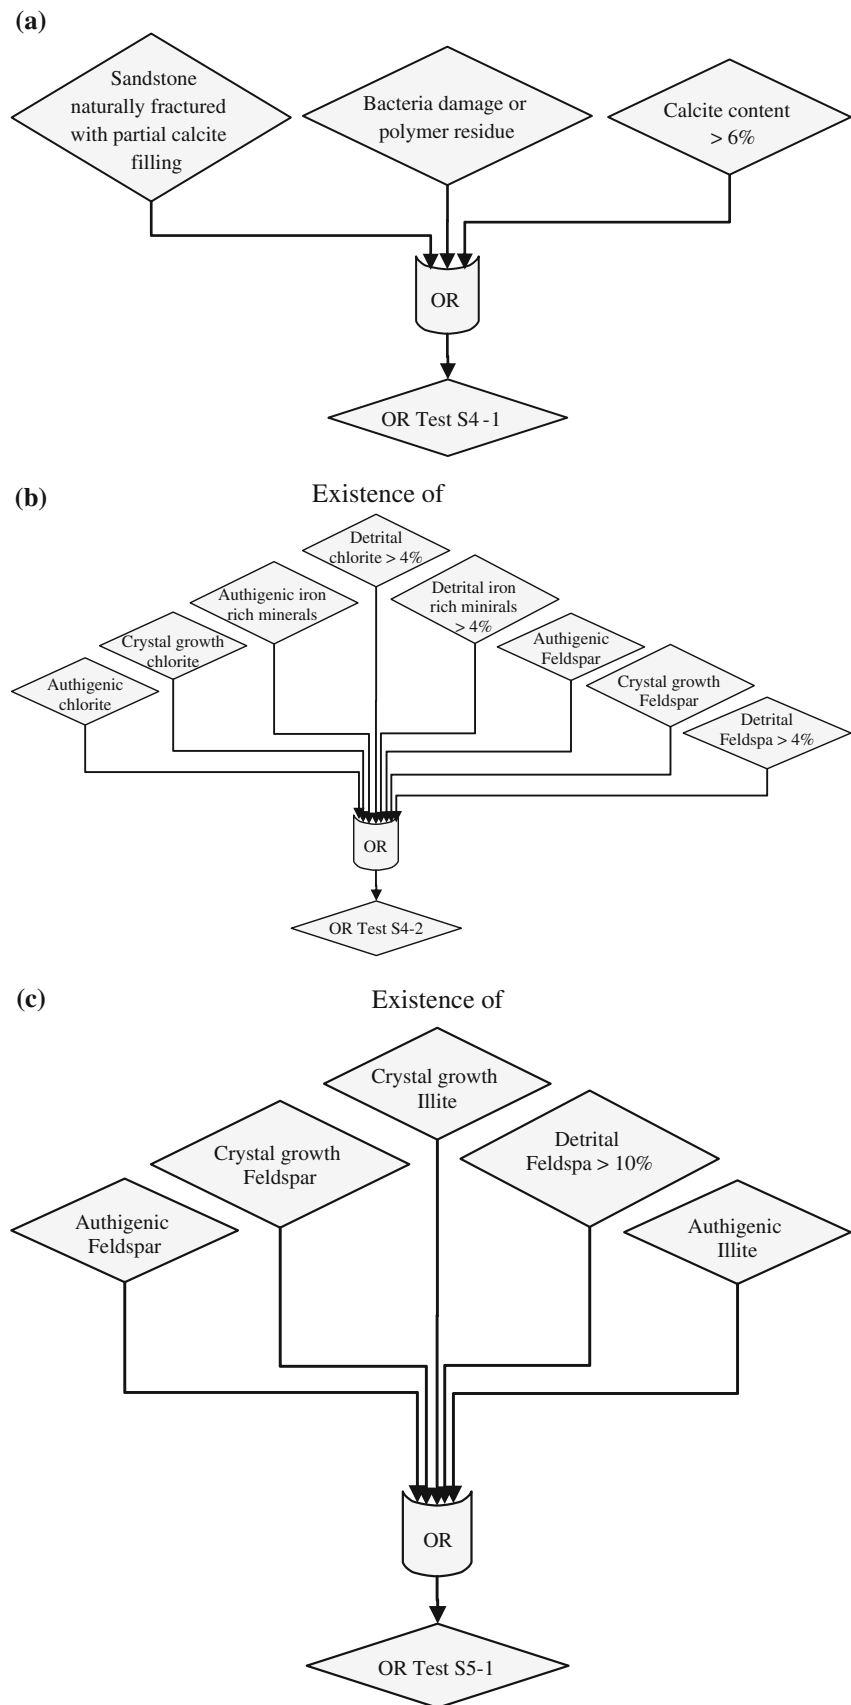 (a)
Sandstone
naturally fractured
with partial calcite
filling
Bacteria damage or
polymer residue
Calcite content
> 6%
OR
OR Test S4 -1
(b)
Existence of
Detrital
chlorite > 4%
Authigenic iron
rich minerals
Detrital iron
rich minirals
> 4%
Crystal growth
chlorite
Authigenic
Feldspar
Authigenic
chlorite
Crystal growth
Feldspar
Detrital
Feldspa > 4%
OR
OR Test S4-2
(c)
Existence of
Crystal growth
Illite
Crystal growth
Feldspar
Detrital
Feldspa > 10%
Authigenic
Feldspar
Authigenic
Illite
OR
OR Test S5-1